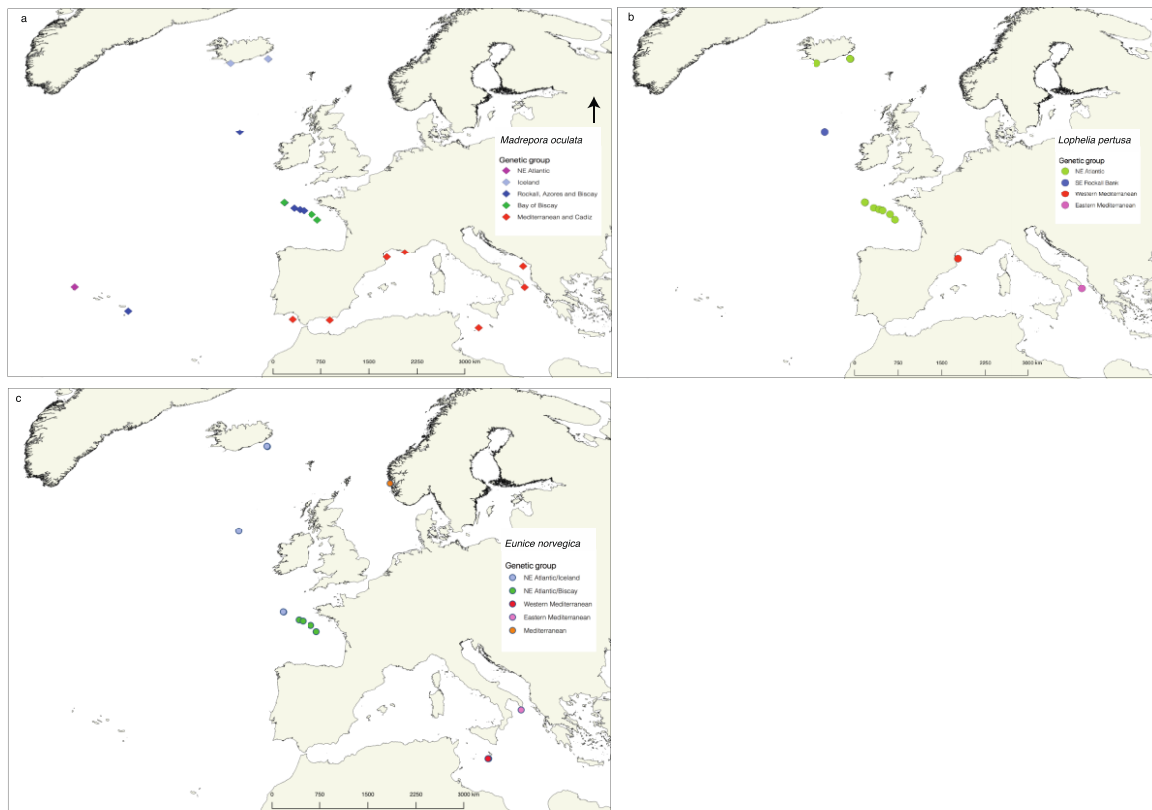 a
Madrepora oculata
Genetic group
NE Atlantic
Iceland
Rockall, Azores and Biscay
Bay of Biscay
Mediterranean and Cadiz
0 750 1500 2250 3000 km
b
Lophelia pertusa
Genetic group
NE Atlantic
SE Rockall Bank
Western Mediterranean
Eastern Mediterranean
0 750 1500 2250 3000 km
c
Eunice norvegica
Genetic group
NE Atlantic/Iceland
NE Atlantic/Biscay
Western Mediterranean
Eastern Mediterranean
Mediterranean
0 750 1500 2250 3000 km